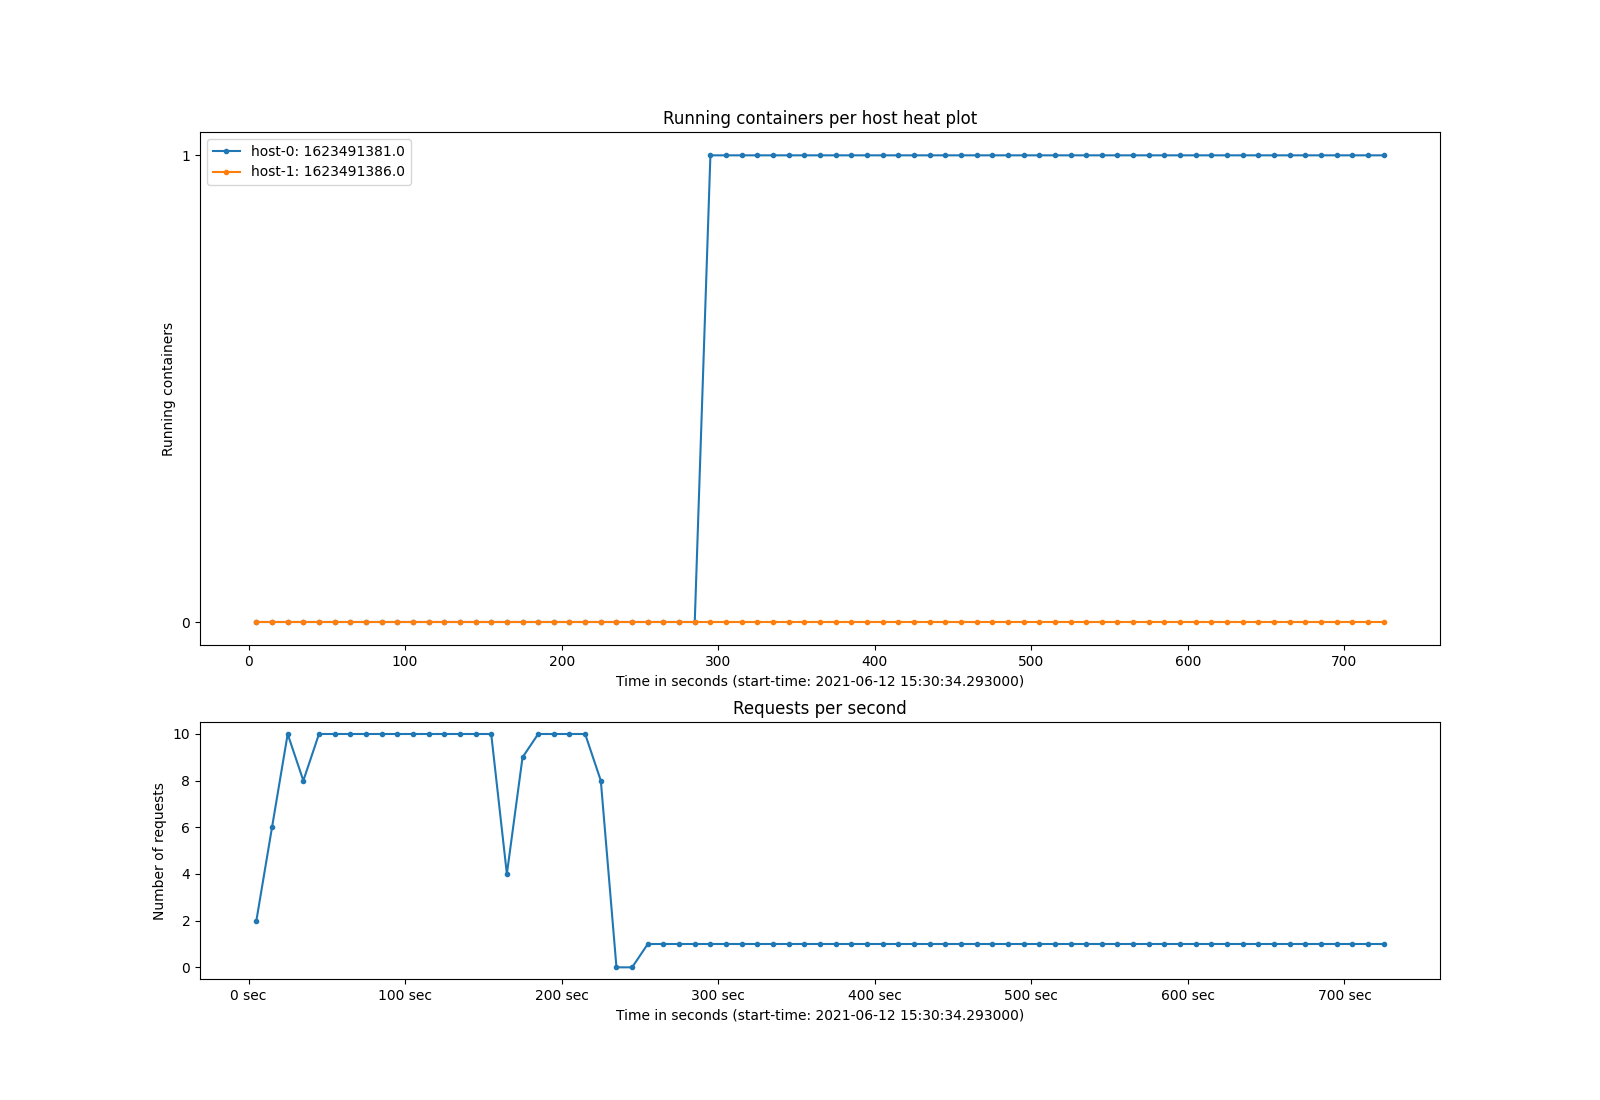 Running containers per host heat plot
host-0: 1623491381.0
host-1: 1623491386.0
1
0
Running containers
0 100 200 300 400 500 600 700
Time in seconds (start-time: 2021-06-12 15:30:34.293000)
Requests per second
10
8
6
4
2
0
Number of requests
0 sec 100 sec 200 sec 300 sec 400 sec 500 sec 600 sec 700 sec
Time in seconds (start-time: 2021-06-12 15:30:34.293000)